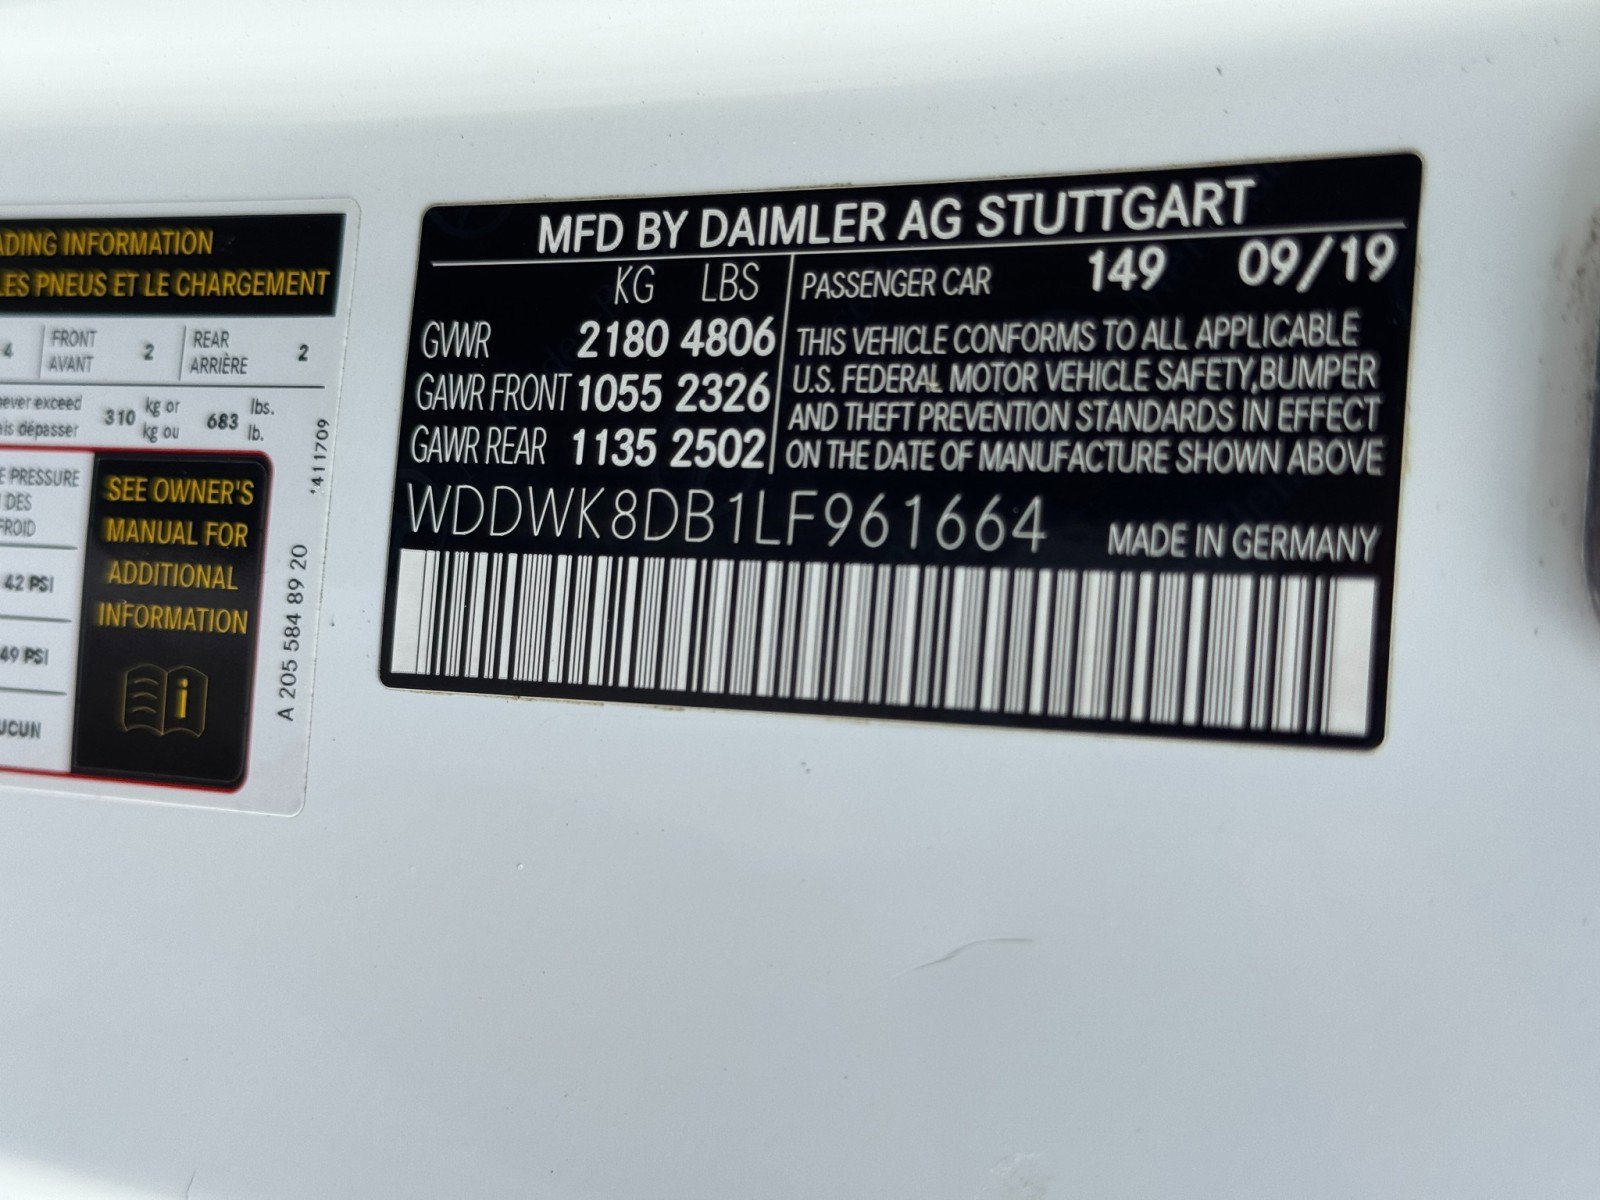 ADING INFORMATION
LES PNEUS ET LE CHARGEMENT
4 FRONT AVANT 2 REAR ARRIÈRE 2
never exceed 310 kg or 683 lbs.
is dépasser kg ou lb.
E PRESSURE
DES
FROID
42 PSI
49 PSI
UCUN
SEE OWNER'S
MANUAL FOR
ADDITIONAL
INFORMATION
i
A 205 584 89 20
'411709
MFD BY DAIMLER AG STUTTGART
KG LBS
GVWR 2180 4806
GAWR FRONT 1055 2326
GAWR REAR 1135 2502
PASSENGER CAR 149 09/19
THIS VEHICLE CONFORMS TO ALL APPLICABLE
U.S. FEDERAL MOTOR VEHICLE SAFETY,BUMPER
AND THEFT PREVENTION STANDARDS IN EFFECT
ON THE DATE OF MANUFACTURE SHOWN ABOVE
WDDWK8DB1LF961664 MADE IN GERMANY